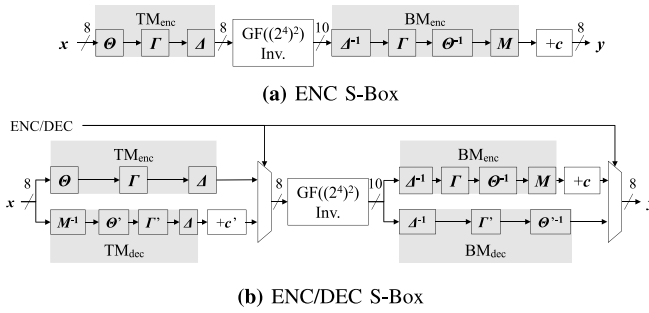 TMenc BMenc
x 8 Θ Γ Δ 8 GF((2⁴)²) Inv. 10 Δ⁻¹ Γ Θ⁻¹ M +c 8 y
(a) ENC S-Box
ENC/DEC
TMenc BMenc
Θ Γ Δ Δ⁻¹ Γ Θ⁻¹ M +c
x 8 8 GF((2⁴)²) Inv. 10 8
M⁻¹ Θ' Γ' Δ +c' Δ⁻¹ Γ' Θ'⁻¹
TMdec BMdec
(b) ENC/DEC S-Box